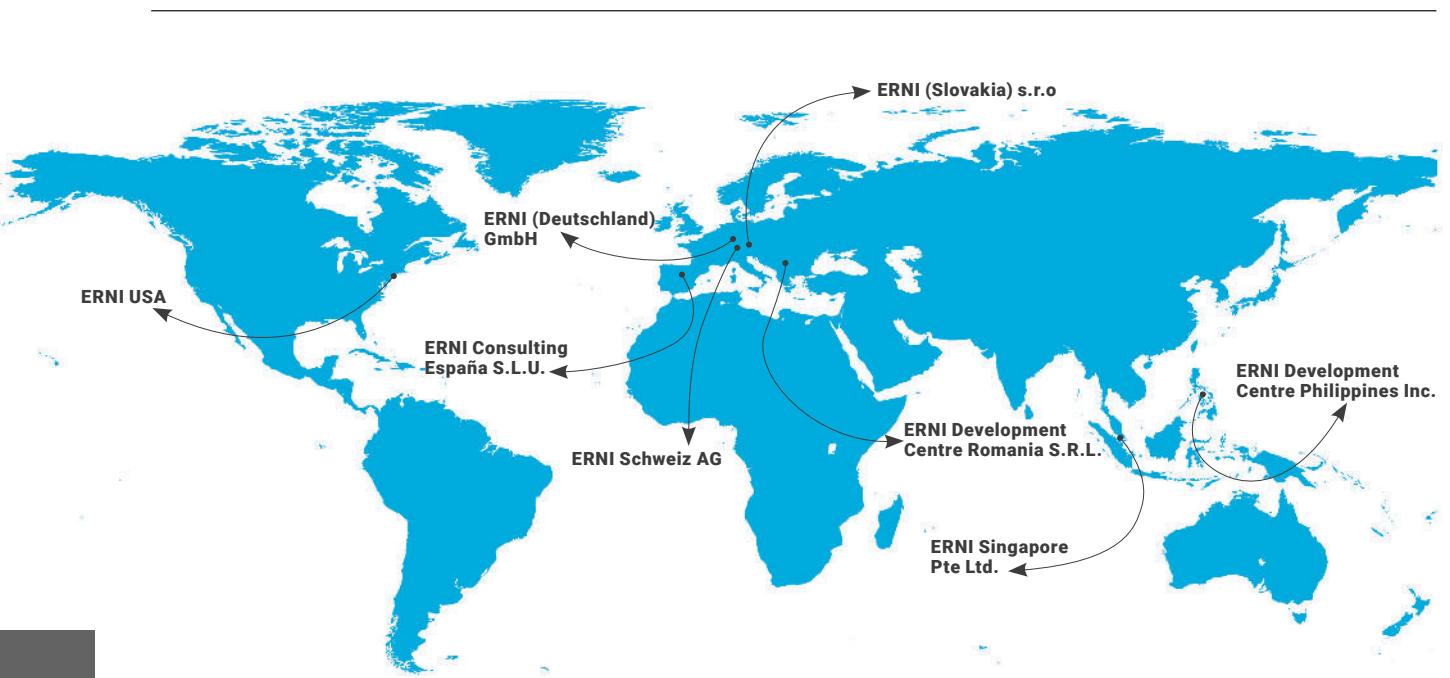 ERNI (Slovakia) s.r.o
ERNI (Deutschland)
GmbH
ERNI USA
ERNI Consulting
España S.L.U.
ERNI Development
Centre Philippines Inc.
ERNI Development
Centre Romania S.R.L.
ERNI Schweiz AG
ERNI Singapore
Pte Ltd.